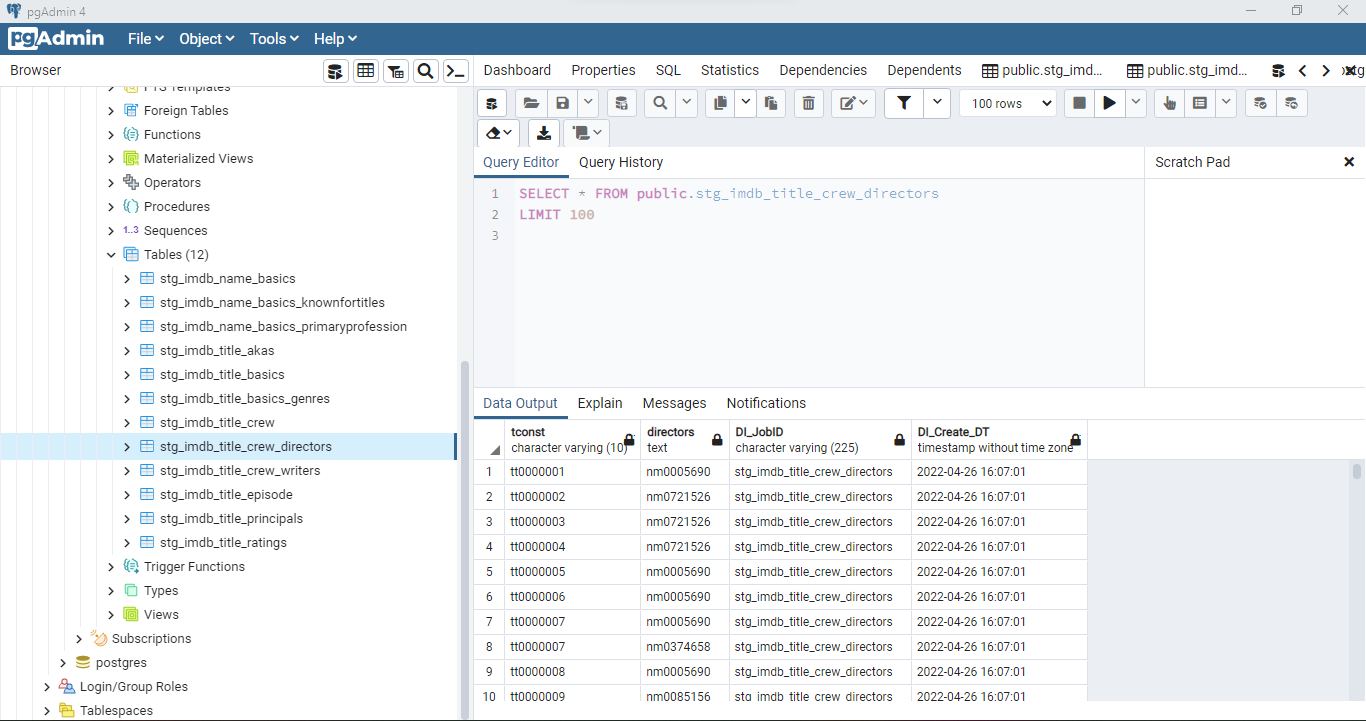 pgAdmin 4
pgAdmin File Object Tools Help
Browser
Dashboard Properties SQL Statistics Dependencies Dependents public.stg_imd... public.stg_imd...
FTS Templates
Foreign Tables
Functions
Materialized Views
Operators
Procedures
1..3 Sequences
Tables (12)
stg_imdb_name_basics
stg_imdb_name_basics_knownfortitles
stg_imdb_name_basics_primaryprofession
stg_imdb_title_akas
stg_imdb_title_basics
stg_imdb_title_basics_genres
stg_imdb_title_crew
stg_imdb_title_crew_directors
stg_imdb_title_crew_writers
stg_imdb_title_episode
stg_imdb_title_principals
stg_imdb_title_ratings
Trigger Functions
Types
Views
Subscriptions
postgres
Login/Group Roles
Tablespaces
100 rows
Query Editor Query History
Scratch Pad
1 SELECT * FROM public.stg_imdb_title_crew_directors
2 LIMIT 100
3
Data Output Explain Messages Notifications
tconst directors DI_JobID DI_Create_DT
character varying (10) text character varying (225) timestamp without time zone
1 tt0000001 nm0005690 stg_imdb_title_crew_directors 2022-04-26 16:07:01
2 tt0000002 nm0721526 stg_imdb_title_crew_directors 2022-04-26 16:07:01
3 tt0000003 nm0721526 stg_imdb_title_crew_directors 2022-04-26 16:07:01
4 tt0000004 nm0721526 stg_imdb_title_crew_directors 2022-04-26 16:07:01
5 tt0000005 nm0005690 stg_imdb_title_crew_directors 2022-04-26 16:07:01
6 tt0000006 nm0005690 stg_imdb_title_crew_directors 2022-04-26 16:07:01
7 tt0000007 nm0005690 stg_imdb_title_crew_directors 2022-04-26 16:07:01
8 tt0000007 nm0374658 stg_imdb_title_crew_directors 2022-04-26 16:07:01
9 tt0000008 nm0005690 stg_imdb_title_crew_directors 2022-04-26 16:07:01
10 tt0000009 nm0085156 stg_imdb_title_crew_directors 2022-04-26 16:07:01